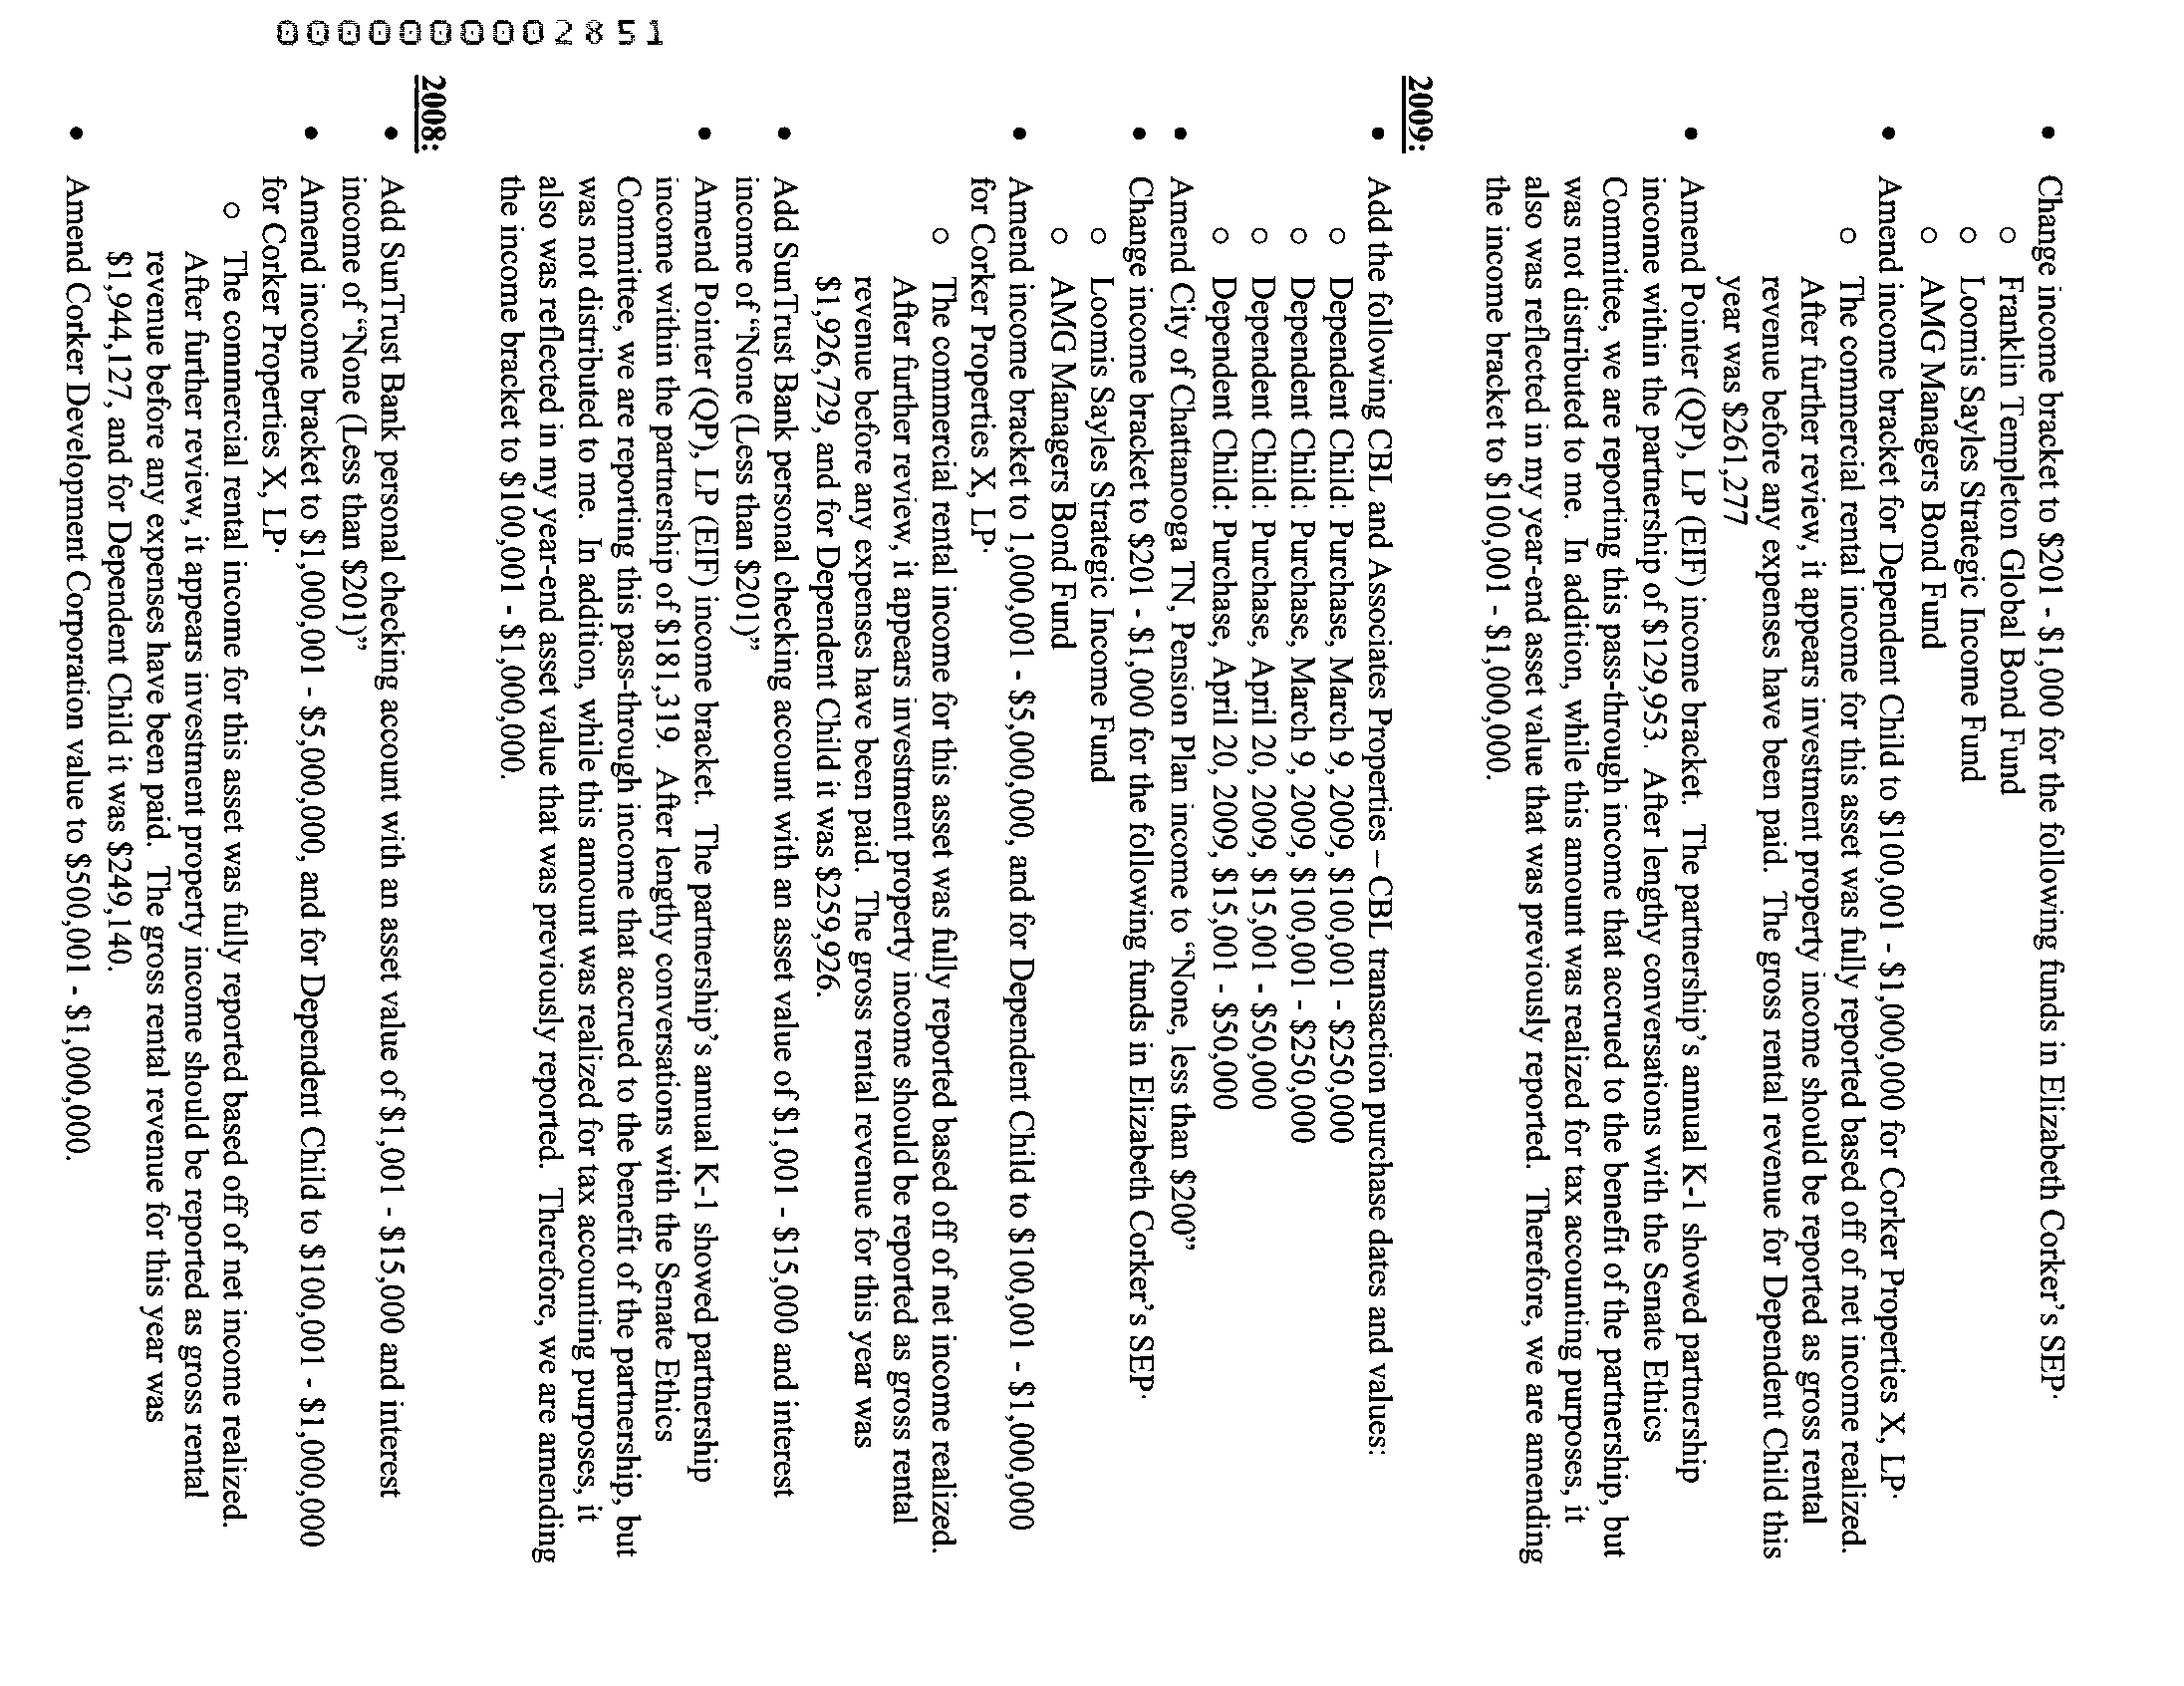 • Change income bracket to $201 - $1,000 for the following funds in Elizabeth Corker's SEP.
o Franklin Templeton Global Bond Fund
o Loomis Sayles Strategic Income Fund
o AMG Managers Bond Fund
• Amend income bracket for Dependent Child to $100,001 - $1,000,000 for Corker Properties X, LP.
o The commercial rental income for this asset was fully reported based off of net income realized.
After further review, it appears investment property income should be reported as gross rental
revenue before any expenses have been paid. The gross rental revenue for Dependent Child this
year was $261,277
• Amend Pointer (QP), LP (EIF) income bracket. The partnership's annual K-1 showed partnership
income within the partnership of $129,953. After lengthy conversations with the Senate Ethics
Committee, we are reporting this pass-through income that accrued to the benefit of the partnership, but
was not distributed to me. In addition, while this amount was realized for tax accounting purposes, it
also was reflected in my year-end asset value that was previously reported. Therefore, we are amending
the income bracket to $100,001 - $1,000,000.
2009:
• Add the following CBL and Associates Properties – CBL transaction purchase dates and values:
o Dependent Child: Purchase, March 9, 2009, $100,001 - $250,000
o Dependent Child: Purchase, March 9, 2009, $100,001 - $250,000
o Dependent Child: Purchase, April 20, 2009, $15,001 - $50,000
o Dependent Child: Purchase, April 20, 2009, $15,001 - $50,000
• Amend City of Chattanooga TN, Pension Plan income to "None, less than $200"
• Change income bracket to $201 - $1,000 for the following funds in Elizabeth Corker's SEP.
o Loomis Sayles Strategic Income Fund
o AMG Managers Bond Fund
• Amend income bracket to 1,000,001 - $5,000,000, and for Dependent Child to $100,001 - $1,000,000
for Corker Properties X, LP.
o The commercial rental income for this asset was fully reported based off of net income realized.
After further review, it appears investment property income should be reported as gross rental
revenue before any expenses have been paid. The gross rental revenue for this year was
$1,926,729, and for Dependent Child it was $259,926.
• Add SunTrust Bank personal checking account with an asset value of $1,001 - $15,000 and interest
income of "None (Less than $201)"
• Amend Pointer (QP), LP (EIF) income bracket. The partnership's annual K-1 showed partnership
income within the partnership of $181,319. After lengthy conversations with the Senate Ethics
Committee, we are reporting this pass-through income that accrued to the benefit of the partnership, but
was not distributed to me. In addition, while this amount was realized for tax accounting purposes, it
also was reflected in my year-end asset value that was previously reported. Therefore, we are amending
the income bracket to $100,001 - $1,000,000.
2008:
• Add SunTrust Bank personal checking account with an asset value of $1,001 - $15,000 and interest
income of "None (Less than $201)"
• Amend income bracket to $1,000,001 - $5,000,000, and for Dependent Child to $100,001 - $1,000,000
for Corker Properties X, LP.
o The commercial rental income for this asset was fully reported based off of net income realized.
After further review, it appears investment property income should be reported as gross rental
revenue before any expenses have been paid. The gross rental revenue for this year was
$1,944,127, and for Dependent Child it was $249,140.
• Amend Corker Development Corporation value to $500,001 - $1,000,000.
0000000002851